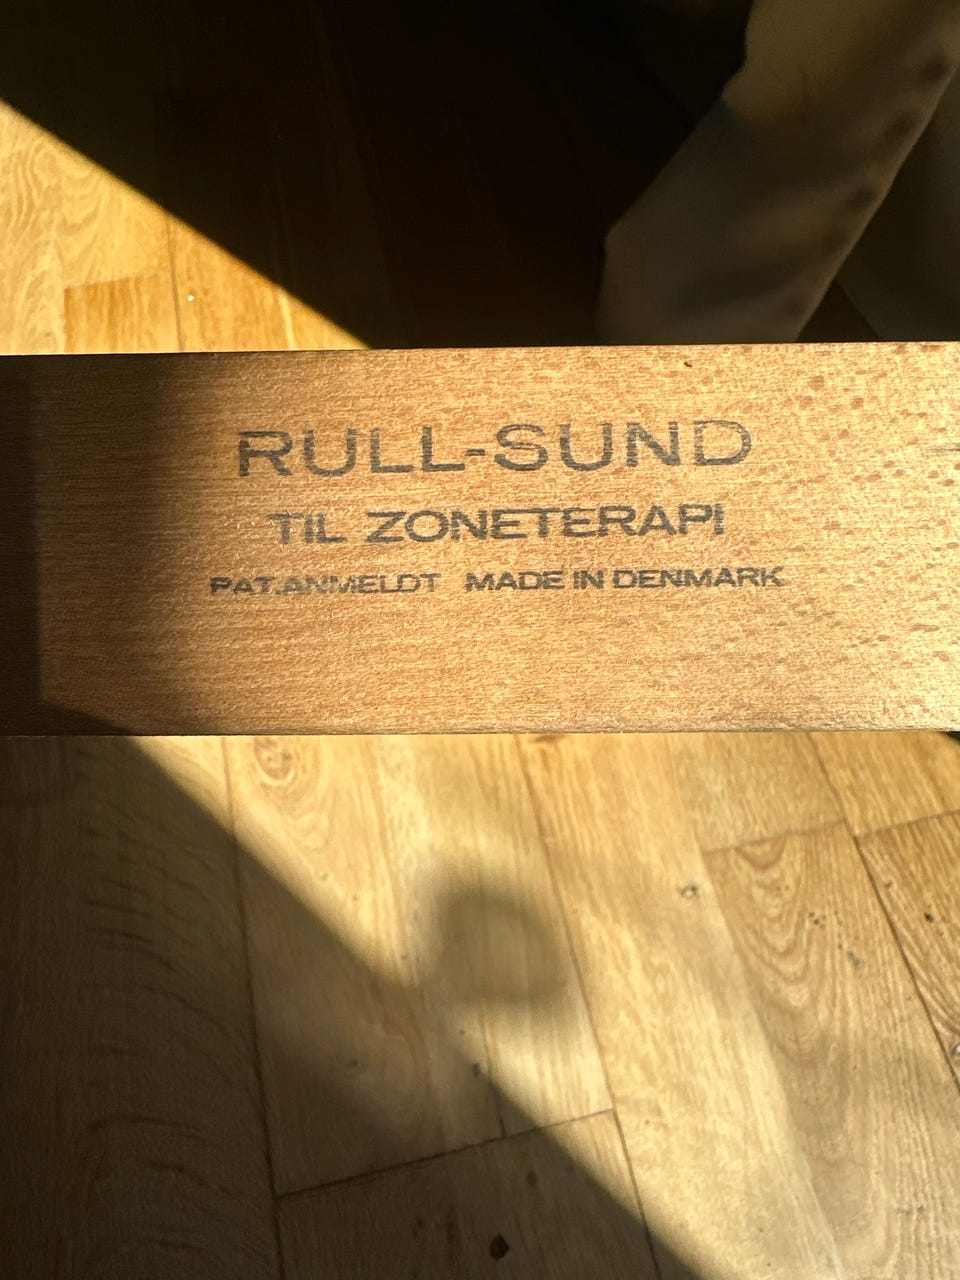 RULL-SUND
TIL ZONETERAPI
PAT.ANMELDT MADE IN DENMARK